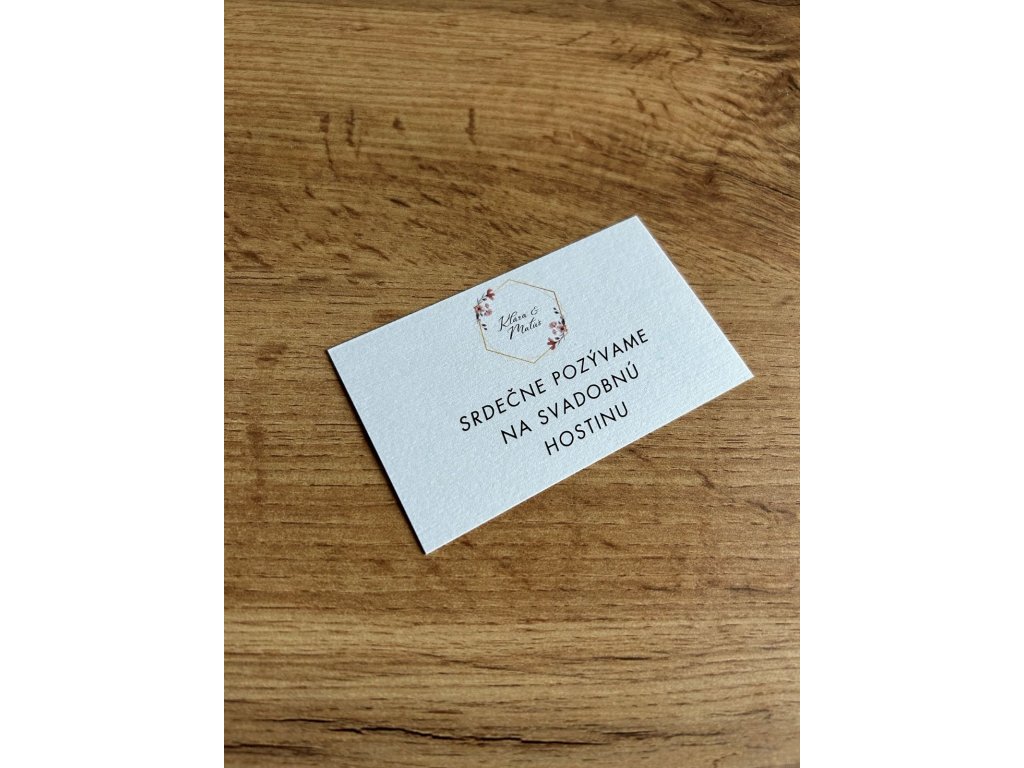 Klára &
Matúš
SRDEČNE POZÝVAME
NA SVADOBNÚ
HOSTINU